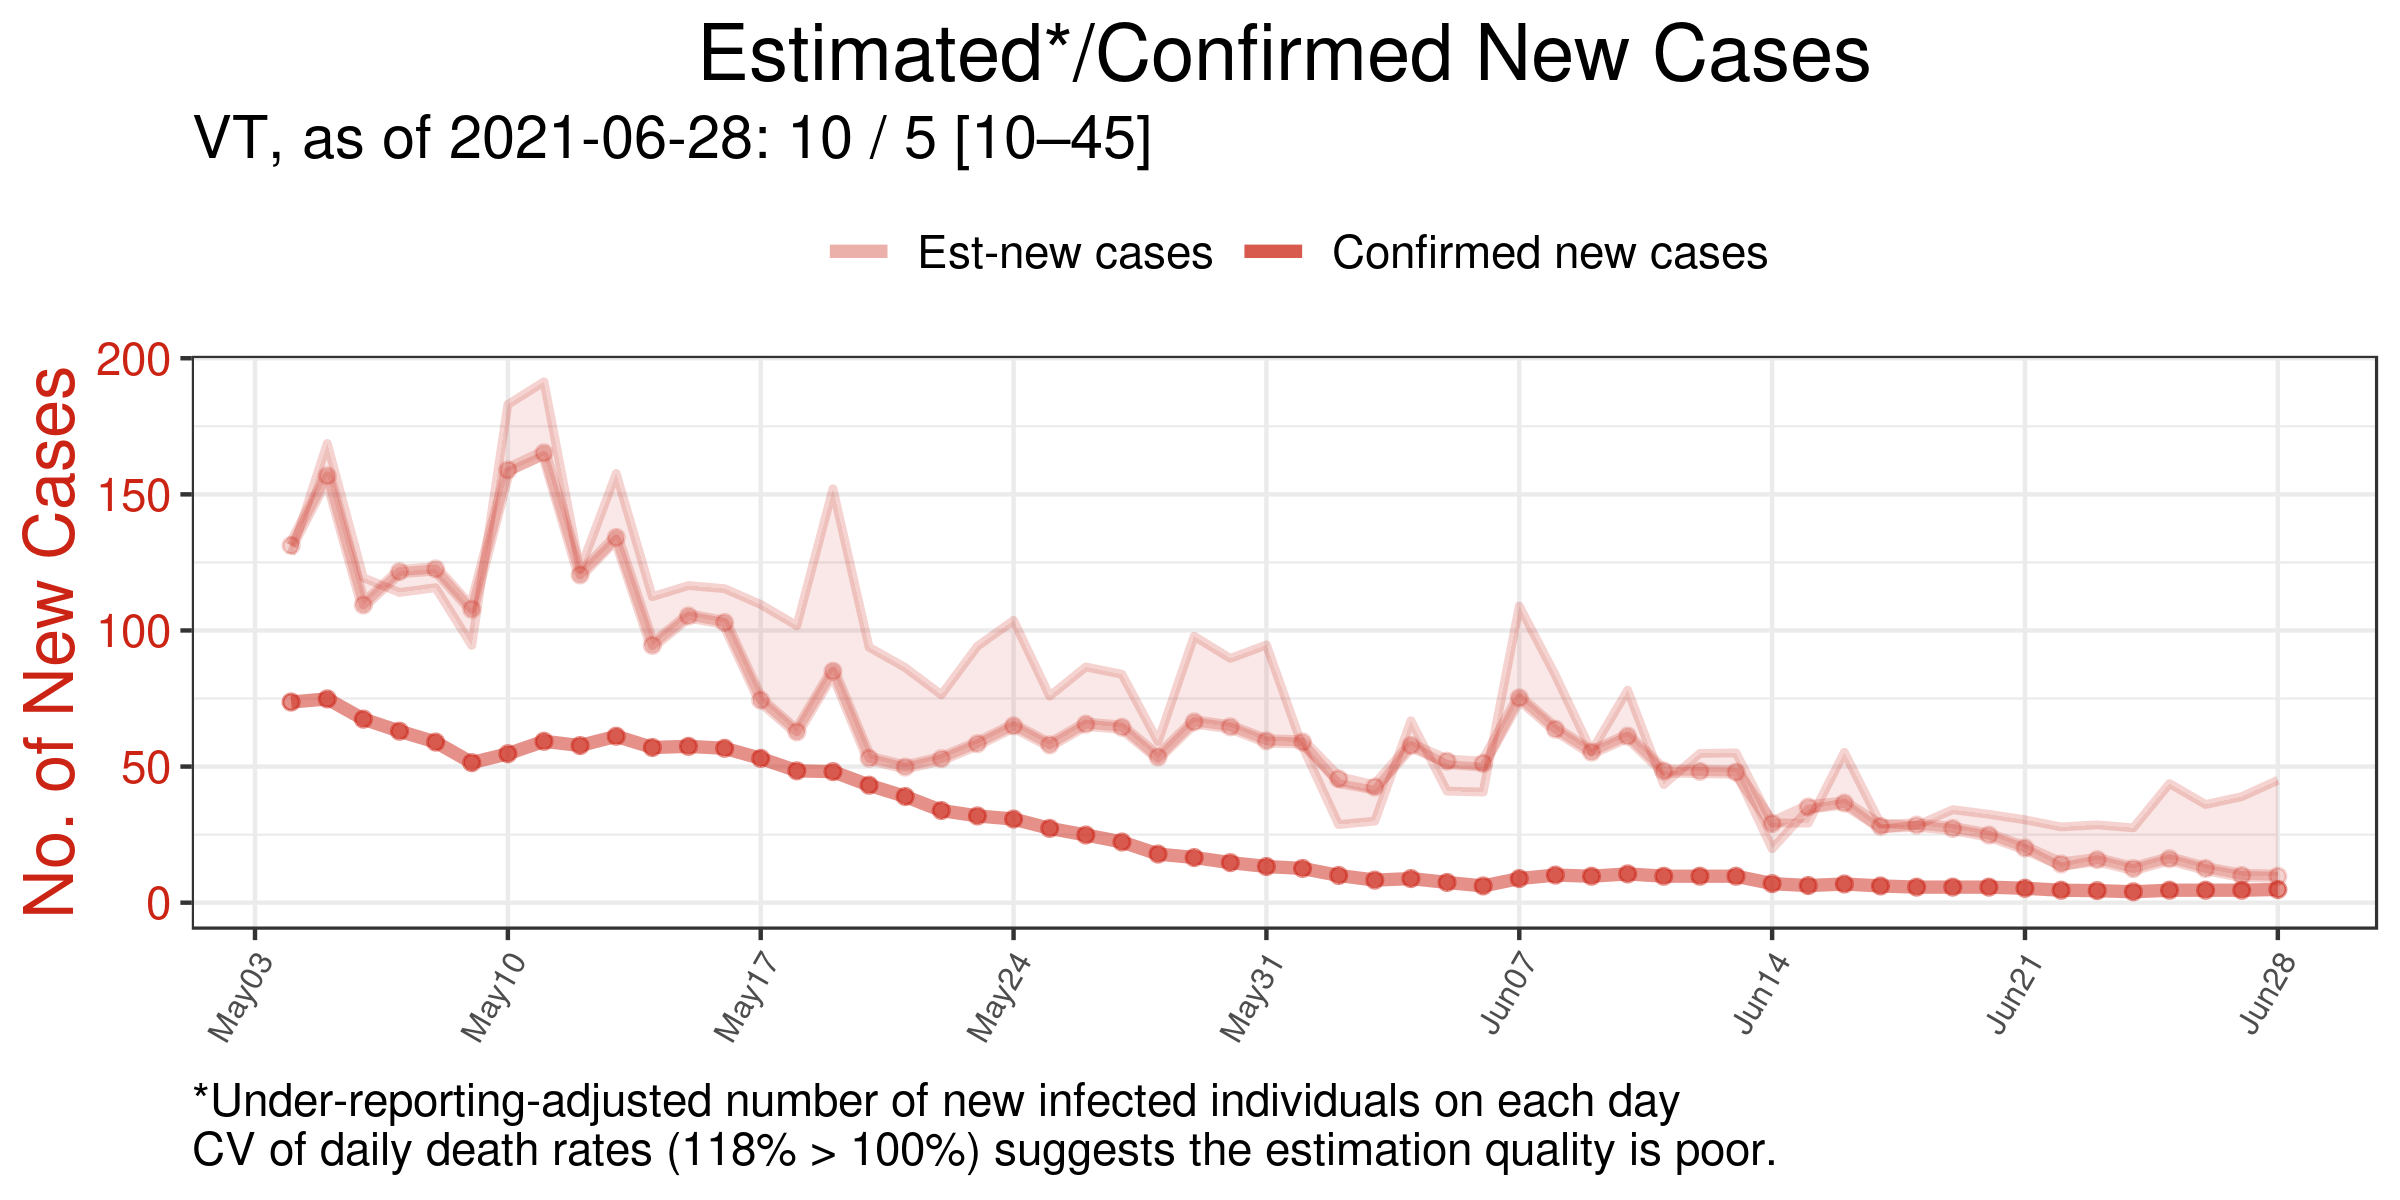 Estimated*/Confirmed New Cases
VT, as of 2021-06-28: 10 / 5 [10–45]
Est-new cases
Confirmed new cases
No. of New Cases
200
150
100
50
0
May03
May10
May17
May24
May31
Jun07
Jun14
Jun21
Jun28
*Under-reporting-adjusted number of new infected individuals on each day
CV of daily death rates (118% > 100%) suggests the estimation quality is poor.